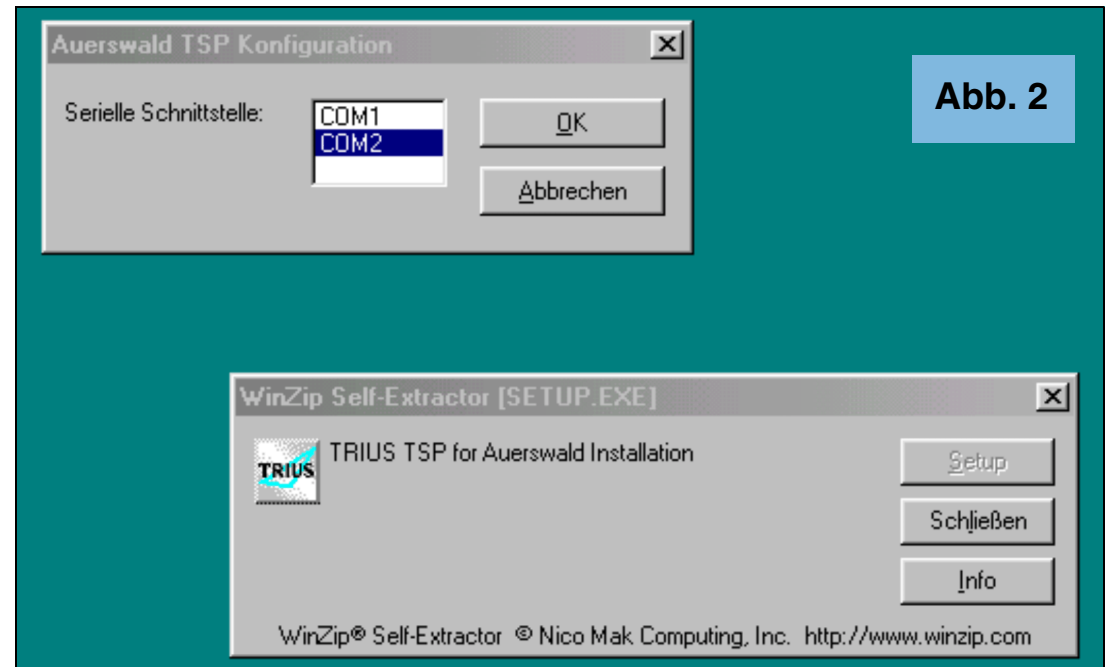 Auerswald TSP Konfiguration
Serielle Schnittstelle:
COM1
COM2
OK
Abbrechen
Abb. 2
WinZip Self-Extractor [SETUP.EXE]
TRIUS
TRIUS TSP for Auerswald Installation
Setup
Schließen
Info
WinZip® Self-Extractor © Nico Mak Computing, Inc. http://www.winzip.com